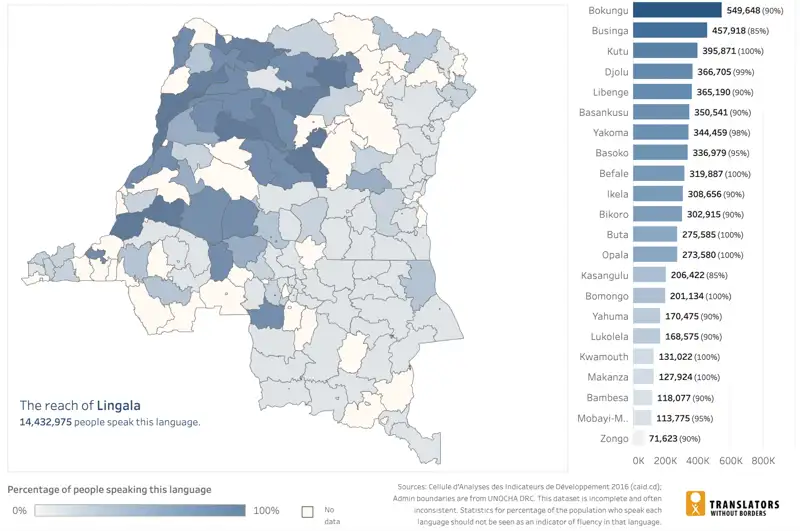 Bokungu 549,648 (90%)
Businga 457,918 (85%)
Kutu 395,871 (100%)
Djolu 366,705 (99%)
Libenge 365,190 (90%)
Basankusu 350,541 (90%)
Yakoma 344,459 (98%)
Basoko 336,979 (95%)
Befale 319,887 (100%)
Ikela 308,656 (90%)
Bikoro 302,915 (90%)
Buta 275,585 (100%)
Opala 273,580 (100%)
Kasangulu 206,422 (85%)
Bomongo 201,134 (100%)
Yahuma 170,475 (90%)
Lukolela 168,575 (90%)
Kwamouth 131,022 (100%)
Makanza 127,924 (100%)
Bambesa 118,077 (90%)
Mobayi-M.. 113,775 (95%)
Zongo 71,623 (90%)
0K 200K 400K 600K 800K
The reach of Lingala
14,432,975 people speak this language.
Percentage of people speaking this language
0% 100%
No
data
Sources: Cellule d'Analyses des Indicateurs de Développement 2016 (caid.cd);
Admin boundaries are from UNOCHA DRC. This dataset is incomplete and often
inconsistent. Statistics for percentage of the population who speak each
language should not be seen as an indicator of fluency in that language.
TRANSLATORS
WITHOUT BORDERS